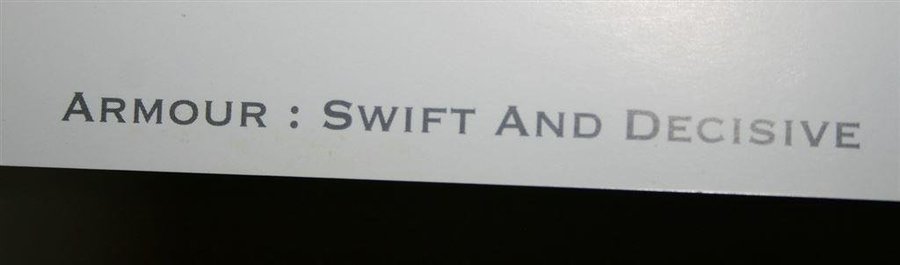 Armour : Swift And Decisive